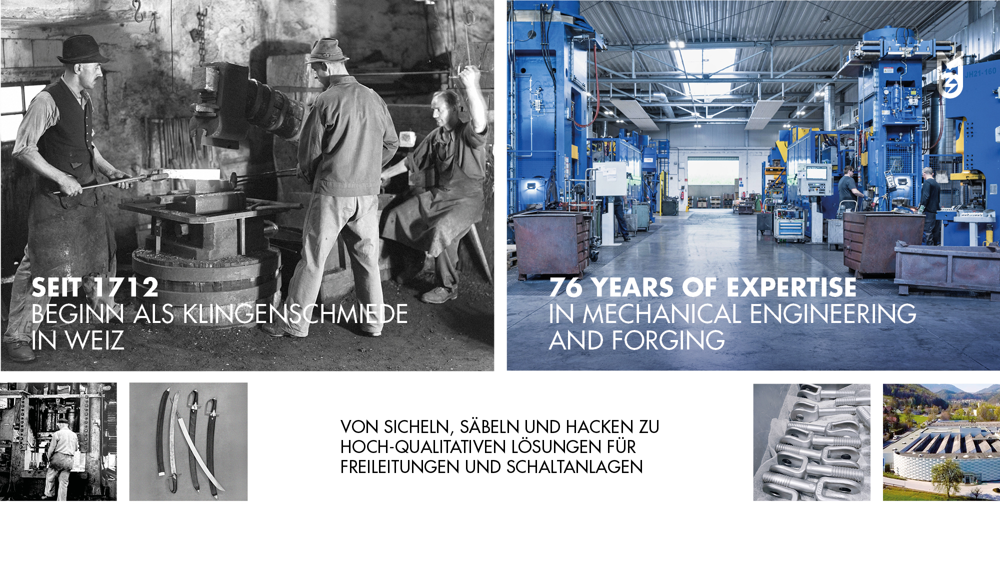 SEIT 1712
BEGINN ALS KLINGENSCHMIEDE
IN WEIZ
JH21-160
76 YEARS OF EXPERTISE
IN MECHANICAL ENGINEERING
AND FORGING
VON SICHELN, SÄBELN UND HACKEN ZU
HOCH-QUALITATIVEN LÖSUNGEN FÜR
FREILEITUNGEN UND SCHALTANLAGEN